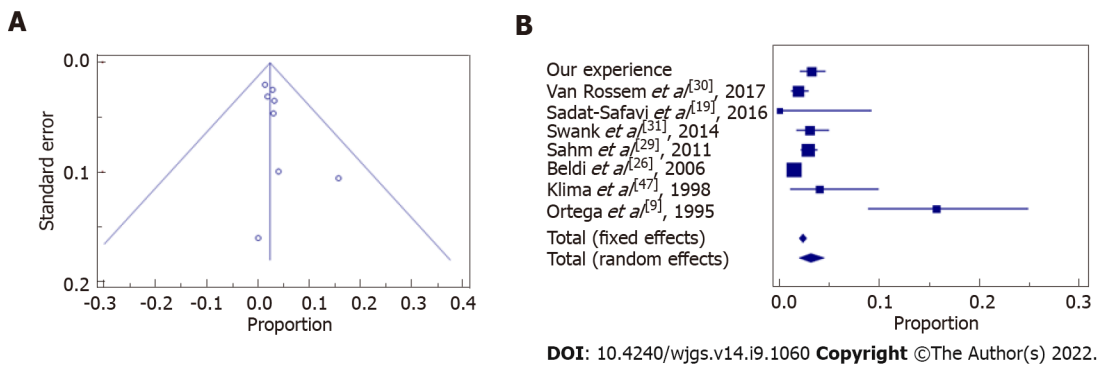 A
0.0
0.1
0.2
Standard error
-0.3 -0.2 -0.1 0.0 0.1 0.2 0.3 0.4
Proportion
B
Our experience
Van Rossem et al[30], 2017
Sadat-Safavi et al[19], 2016
Swank et al[31], 2014
Sahm et al[29], 2011
Beldi et al[26], 2006
Klima et al[47], 1998
Ortega et al[9], 1995
Total (fixed effects)
Total (random effects)
0.0 0.1 0.2 0.3
Proportion
DOI: 10.4240/wjgs.v14.i9.1060 Copyright ©The Author(s) 2022.